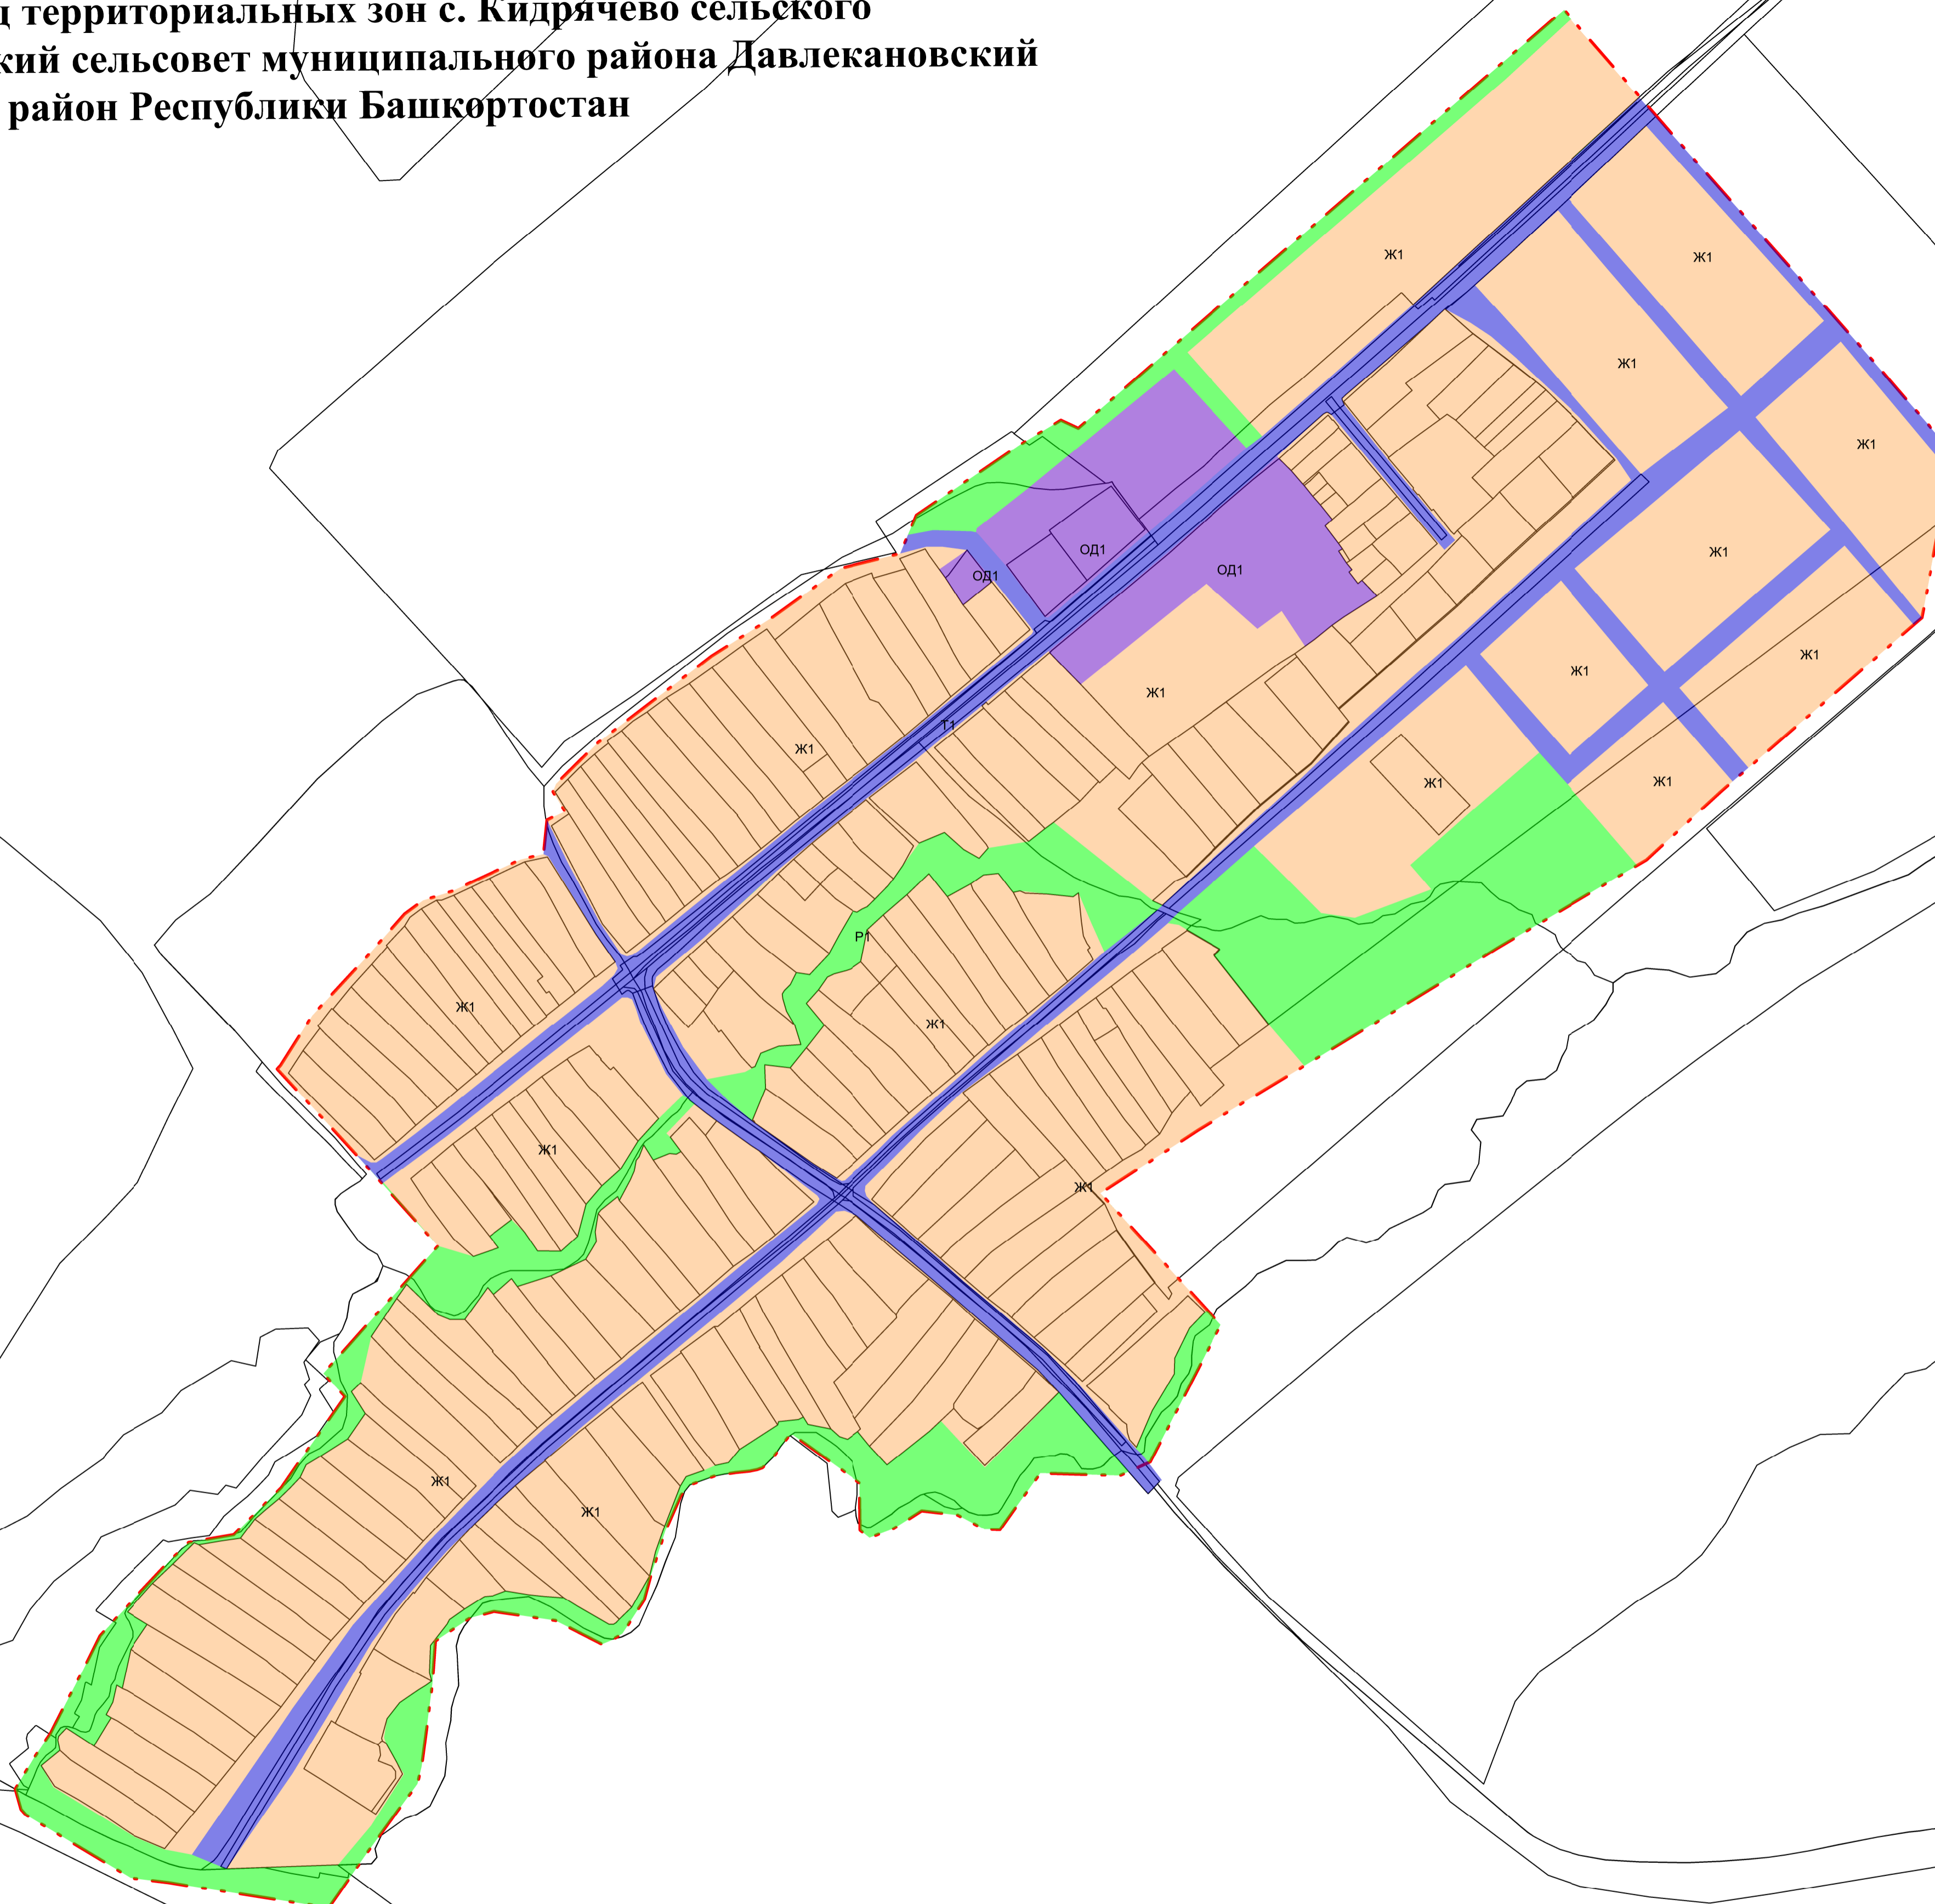 ц территориальных зон с. Кидрячево сельского
кий сельсовет муниципального района Давлекановский
район Республики Башкортостан
Ж1
Ж1
Ж1
Ж1
ОД1
Ж1
ОД1
ОД1
Ж1
Ж1
Ж1
Т1
Ж1
Ж1
Ж1
Р1
Ж1
Ж1
Ж1
Ж1
Ж1
Ж1